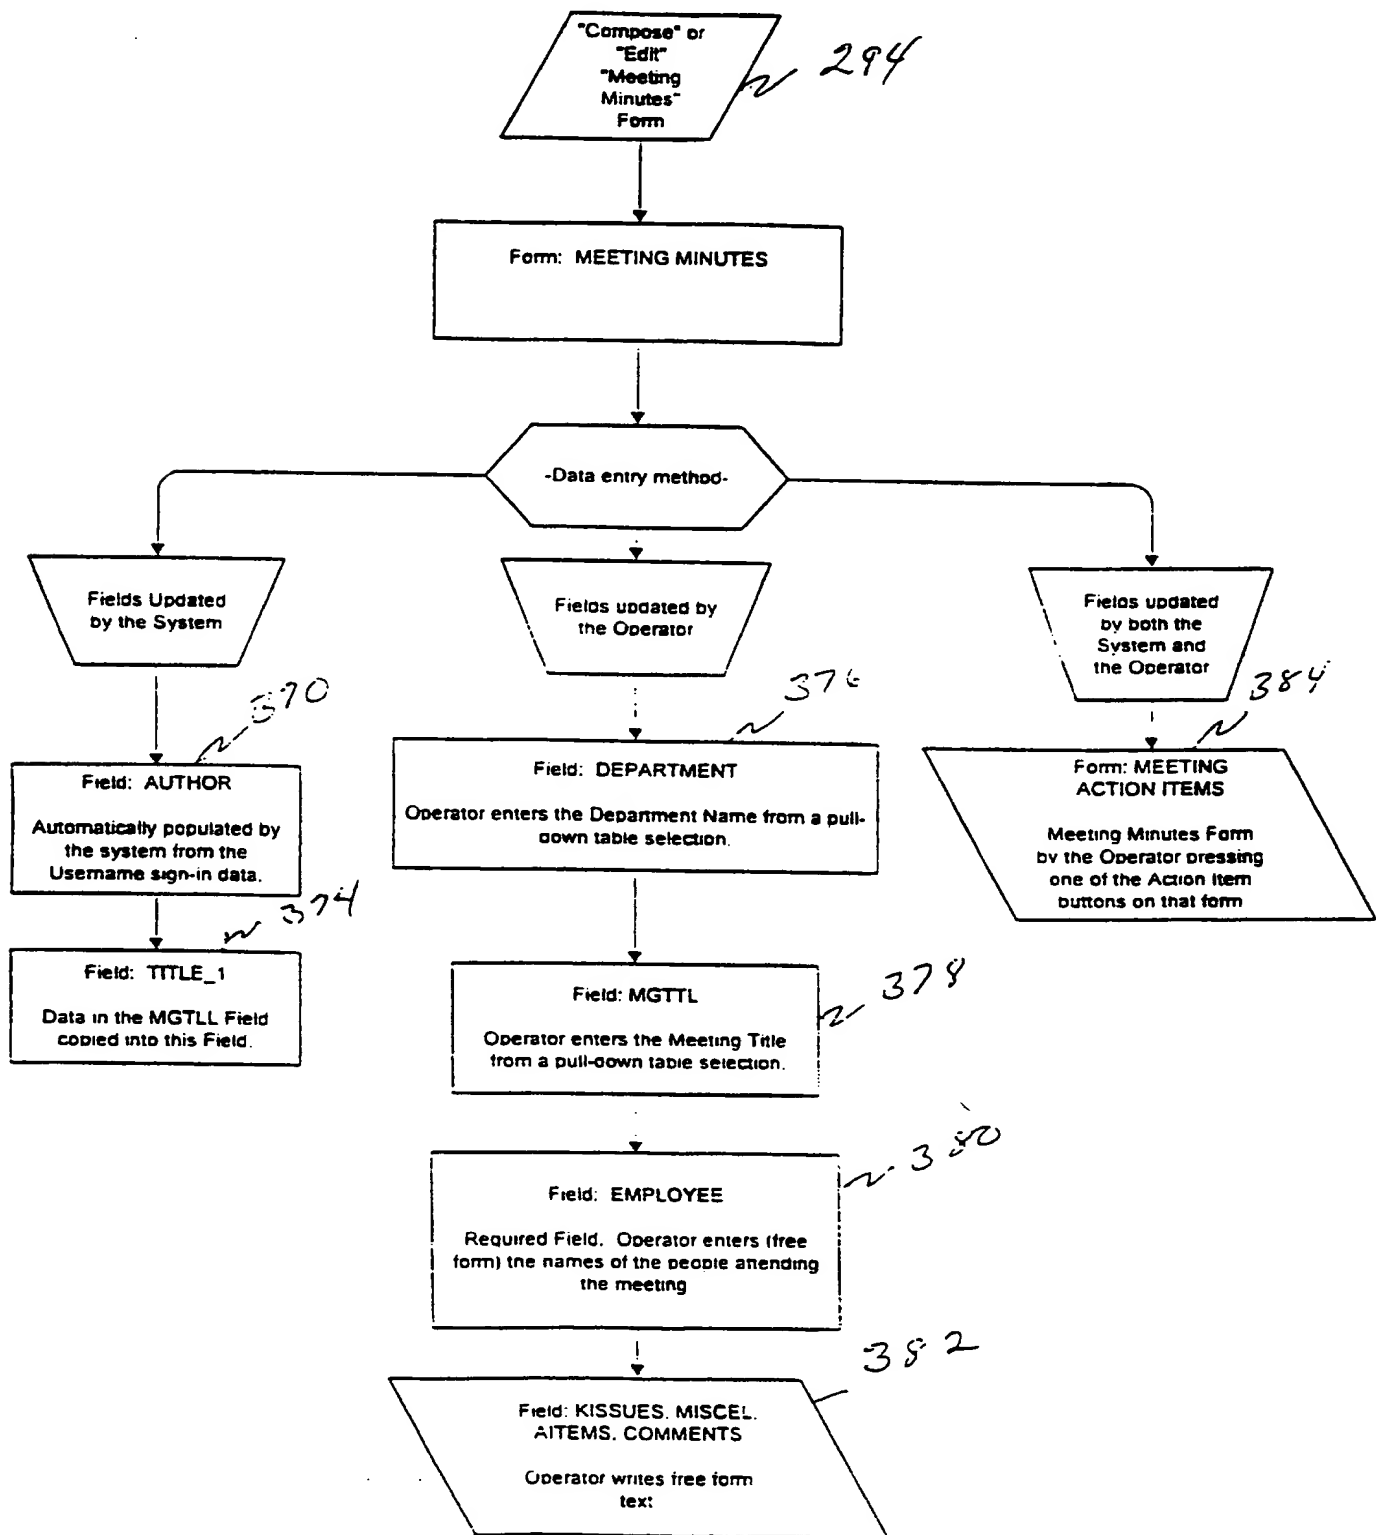 "Compose" or
"Edit"
"Meeting
Minutes"
Form
294
Form: MEETING MINUTES
-Data entry method-
Fields Updated
by the System
Fields updated by
the Operator
Fields updated
by both the
System and
the Operator
370
376
384
Field: AUTHOR
Automatically populated by
the system from the
Username sign-in data.
Field: DEPARTMENT
Operator enters the Department Name from a pull-
down table selection.
Form: MEETING
ACTION ITEMS
Meeting Minutes Form
by the Operator pressing
one of the Action Item
buttons on that form
374
Field: TITLE_1
Data in the MGTLL Field
copied into this Field.
Field: MGTTL
Operator enters the Meeting Title
from a pull-down table selection.
378
Field: EMPLOYEE
Required Field. Operator enters (free
form) the names of the people attending
the meeting
380
382
Field: KISSUES, MISCEL,
AITEMS, COMMENTS
Operator writes free form
text